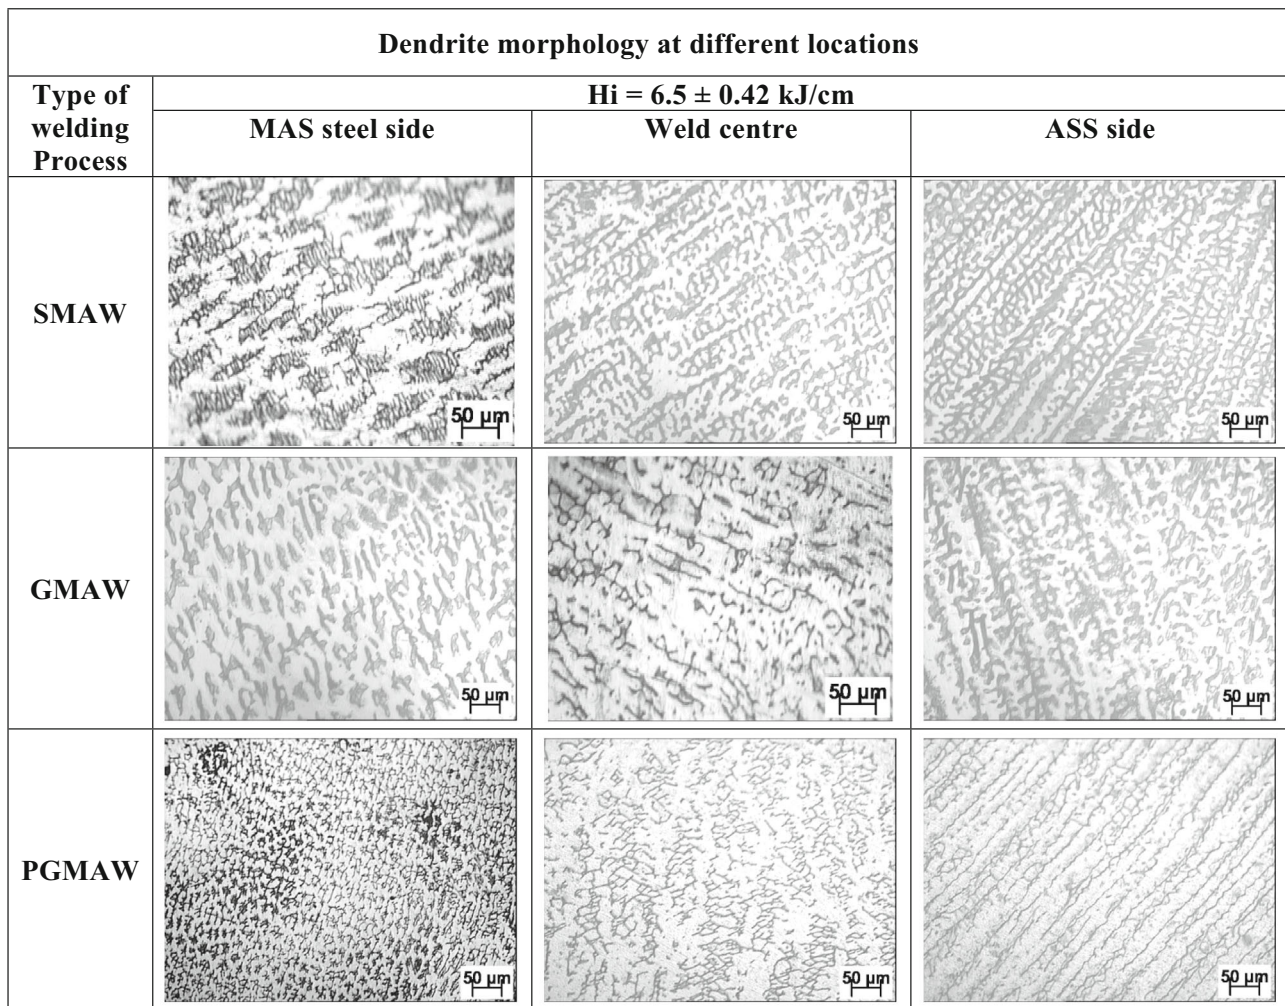 Dendrite morphology at different locations
Type of
welding
Process
Hi = 6.5 ± 0.42 kJ/cm
MAS steel side
Weld centre
ASS side
SMAW
50 µm
50 µm
50 µm
GMAW
50 µm
50 µm
50 µm
PGMAW
50 µm
50 µm
50 µm